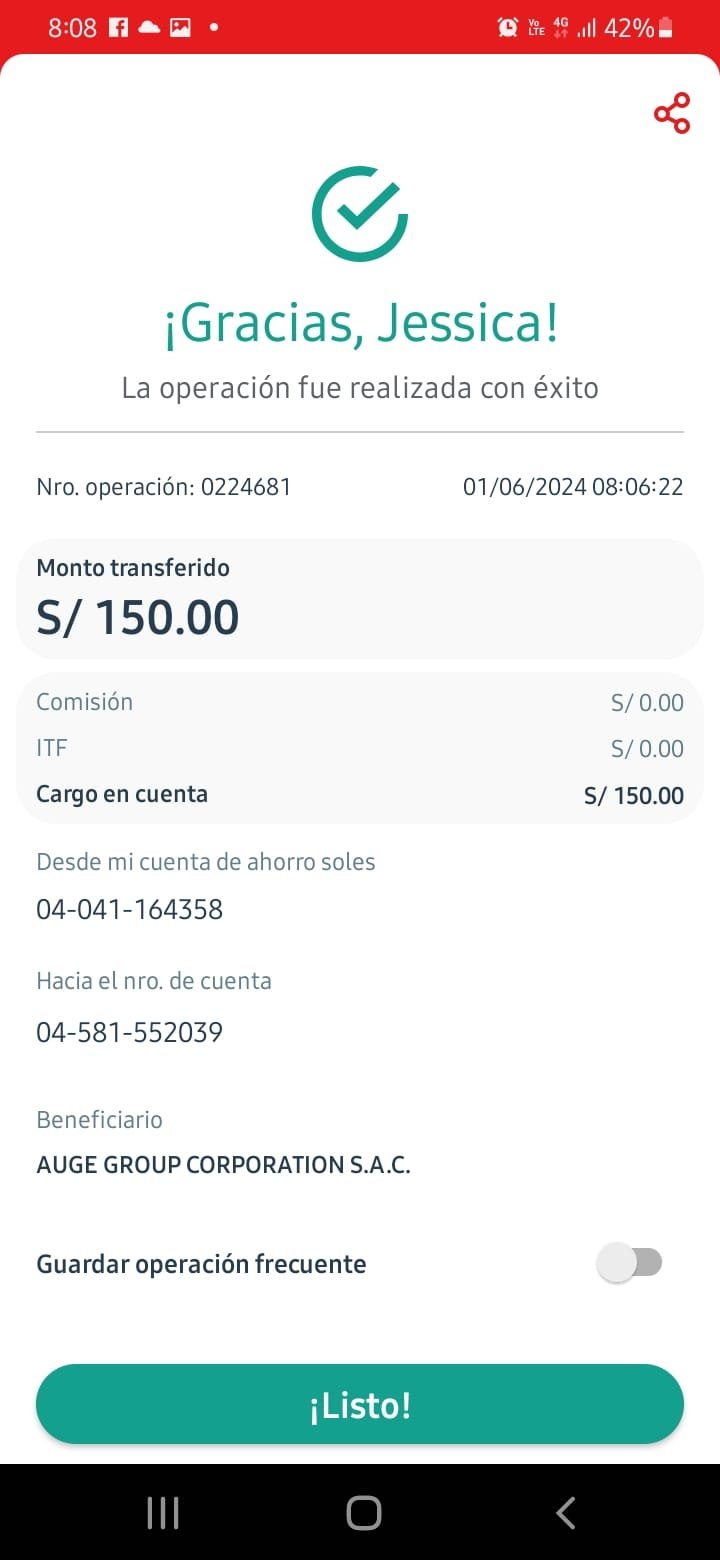 8:08
Vo LTE 4G 42%
¡Gracias, Jessica!
La operación fue realizada con éxito
Nro. operación: 0224681 01/06/2024 08:06:22
Monto transferido
S/ 150.00
Comisión S/ 0.00
ITF S/ 0.00
Cargo en cuenta S/ 150.00
Desde mi cuenta de ahorro soles
04-041-164358
Hacia el nro. de cuenta
04-581-552039
Beneficiario
AUGE GROUP CORPORATION S.A.C.
Guardar operación frecuente
¡Listo!